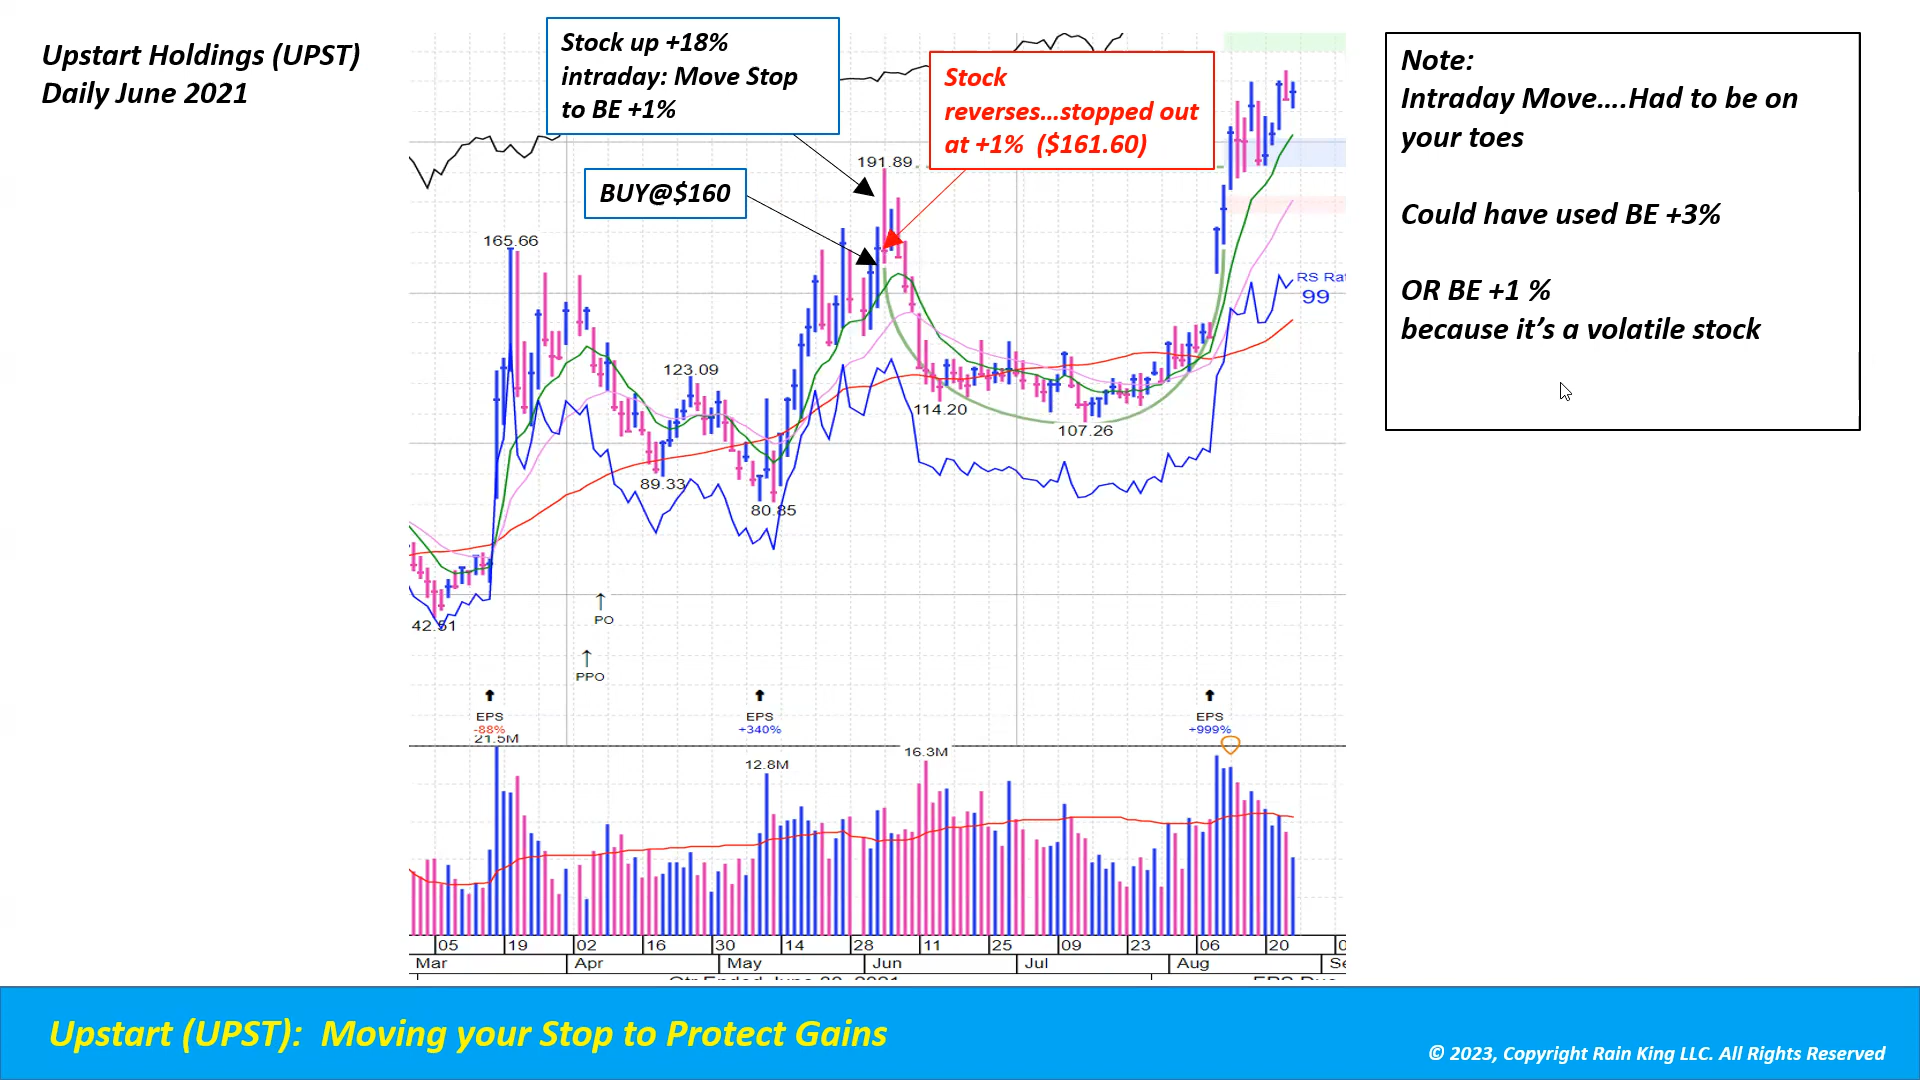 Upstart Holdings (UPST)
Daily June 2021
Stock up +18%
intraday: Move Stop
to BE +1%
Stock
reverses...stopped out
at +1%  ($161.60)
BUY@$160
Note:
Intraday Move....Had to be on
your toes
Could have used BE +3%
OR BE +1 %
because it's a volatile stock
191.89
165.66
123.09
114.20
107.26
89.33
80.85
42.51
RS Rat
99
PO
PPO
EPS
-88%
EPS
+340%
EPS
+999%
21.5M
12.8M
16.3M
05 19 02 16 30 14 28 11 25 09 23 06 20
Mar Apr May Jun Jul Aug Se
Upstart (UPST):  Moving your Stop to Protect Gains
© 2023, Copyright Rain King LLC. All Rights Reserved